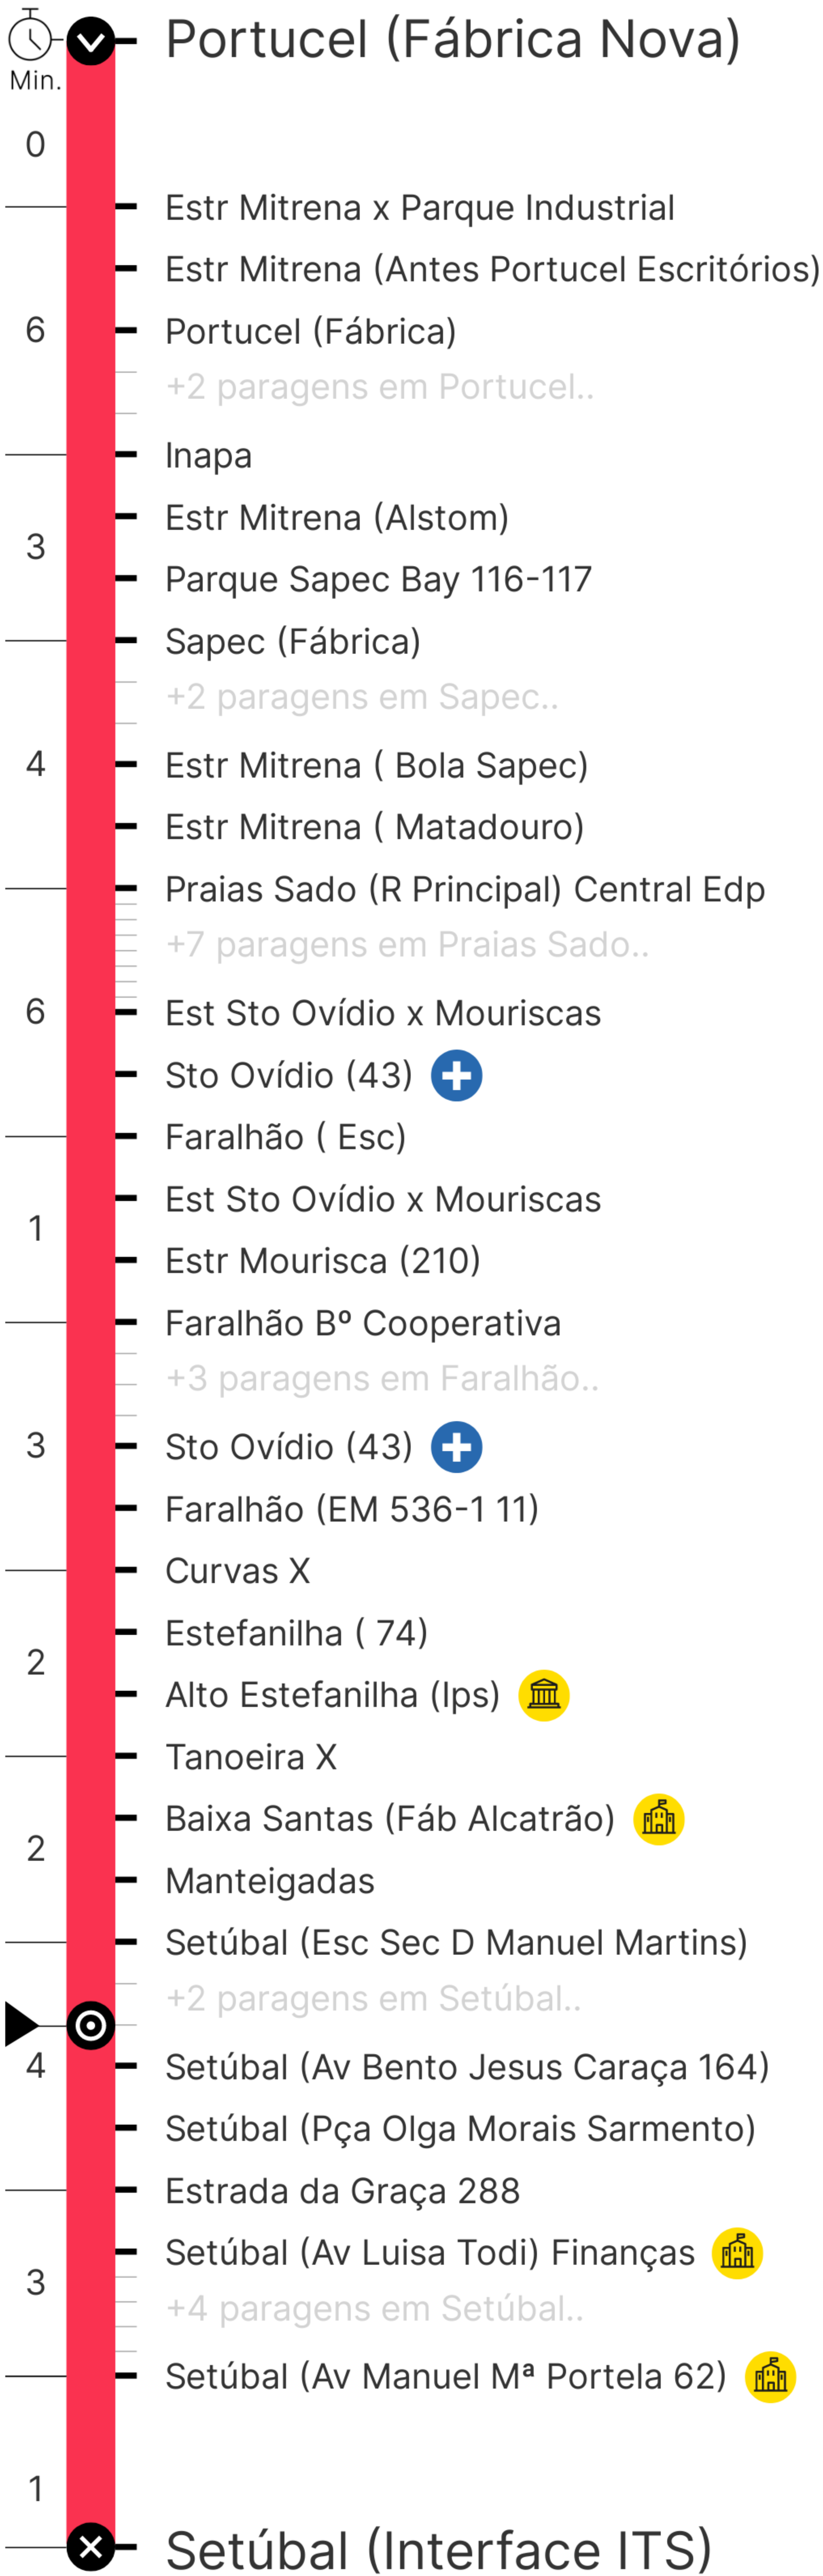 Portucel (Fábrica Nova)
Min.
0
Estr Mitrena x Parque Industrial
Estr Mitrena (Antes Portucel Escritórios)
6
Portucel (Fábrica)
+2 paragens em Portucel..
Inapa
Estr Mitrena (Alstom)
3
Parque Sapec Bay 116-117
Sapec (Fábrica)
+2 paragens em Sapec..
4
Estr Mitrena ( Bola Sapec)
Estr Mitrena ( Matadouro)
Praias Sado (R Principal) Central Edp
+7 paragens em Praias Sado..
6
Est Sto Ovídio x Mouriscas
Sto Ovídio (43)
Faralhão ( Esc)
Est Sto Ovídio x Mouriscas
1
Estr Mourisca (210)
Faralhão Bº Cooperativa
+3 paragens em Faralhão..
3
Sto Ovídio (43)
Faralhão (EM 536-1 11)
Curvas X
Estefanilha ( 74)
2
Alto Estefanilha (Ips)
Tanoeira X
Baixa Santas (Fáb Alcatrão)
2
Manteigadas
Setúbal (Esc Sec D Manuel Martins)
+2 paragens em Setúbal..
4
Setúbal (Av Bento Jesus Caraça 164)
Setúbal (Pça Olga Morais Sarmento)
Estrada da Graça 288
Setúbal (Av Luisa Todi) Finanças
3
+4 paragens em Setúbal..
Setúbal (Av Manuel Mª Portela 62)
1
Setúbal (Interface ITS)